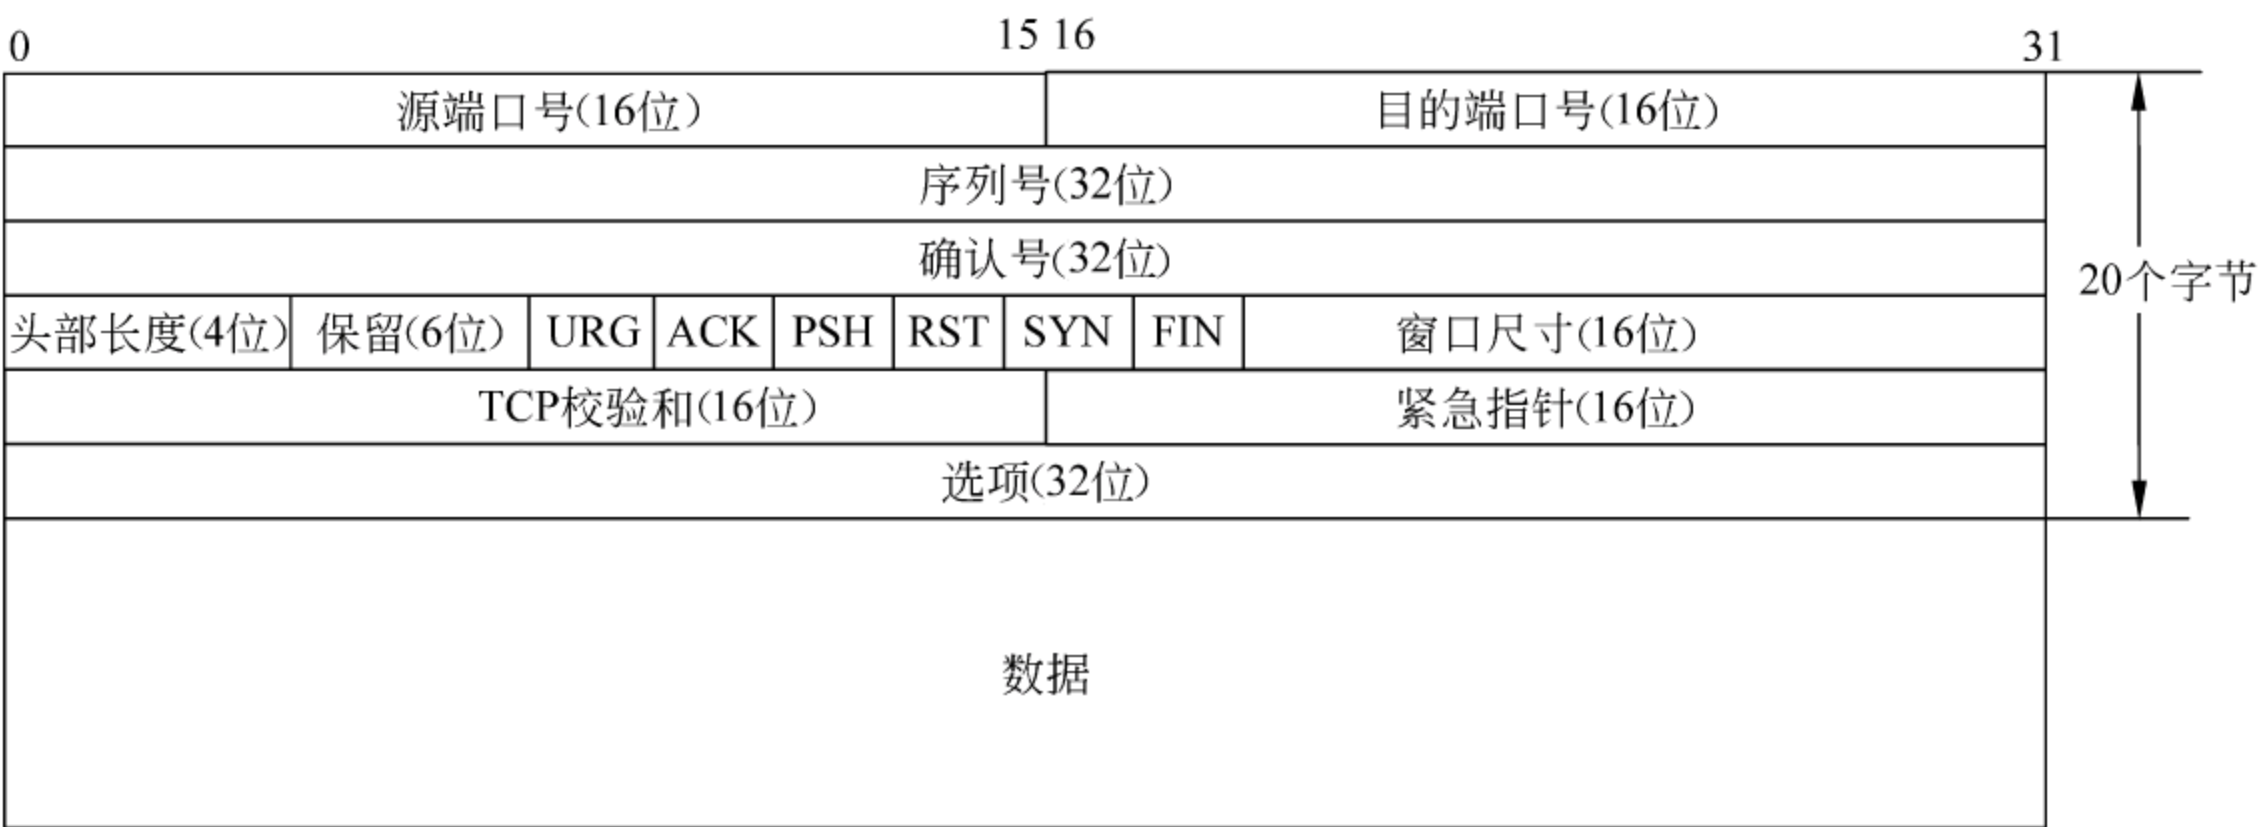 0 15 16 31
源端口号(16位) 目的端口号(16位)
序列号(32位)
确认号(32位)
20个字节
头部长度(4位) 保留(6位) URG ACK PSH RST SYN FIN 窗口尺寸(16位)
TCP校验和(16位) 紧急指针(16位)
选项(32位)
数据